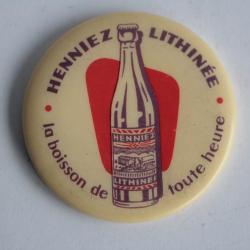 HENNIEZ LITHINÉE
HENNIEZ
LITHINÉE
la boisson de toute heure